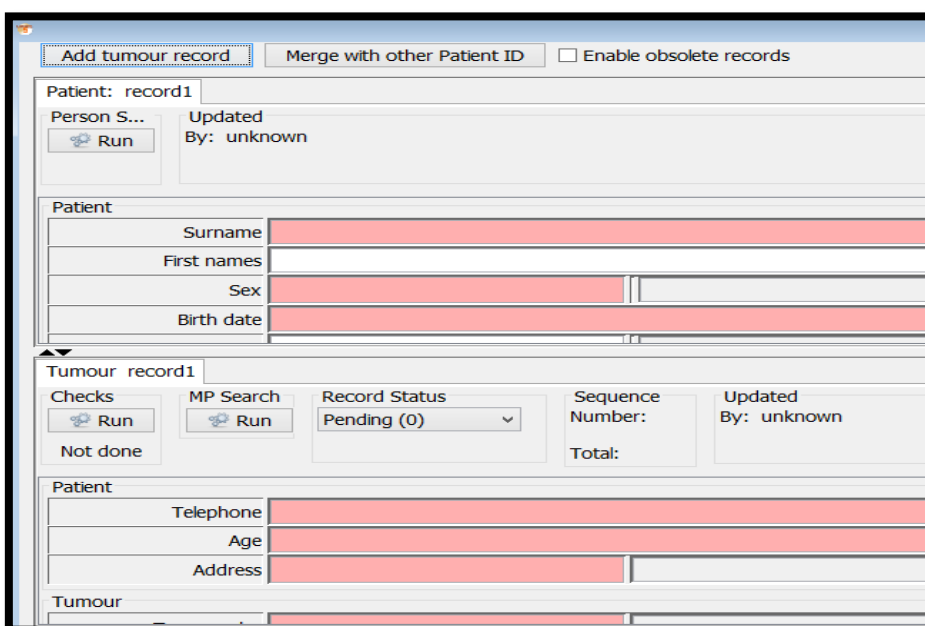 Add tumour record Merge with other Patient ID Enable obsolete records
Patient: record1
Person S... Updated
Run By: unknown
Patient
Surname
First names
Sex
Birth date
Tumour record1
Checks MP Search Record Status Sequence Updated
Run Run Pending (0) Number: By: unknown
Not done Total:
Patient
Telephone
Age
Address
Tumour